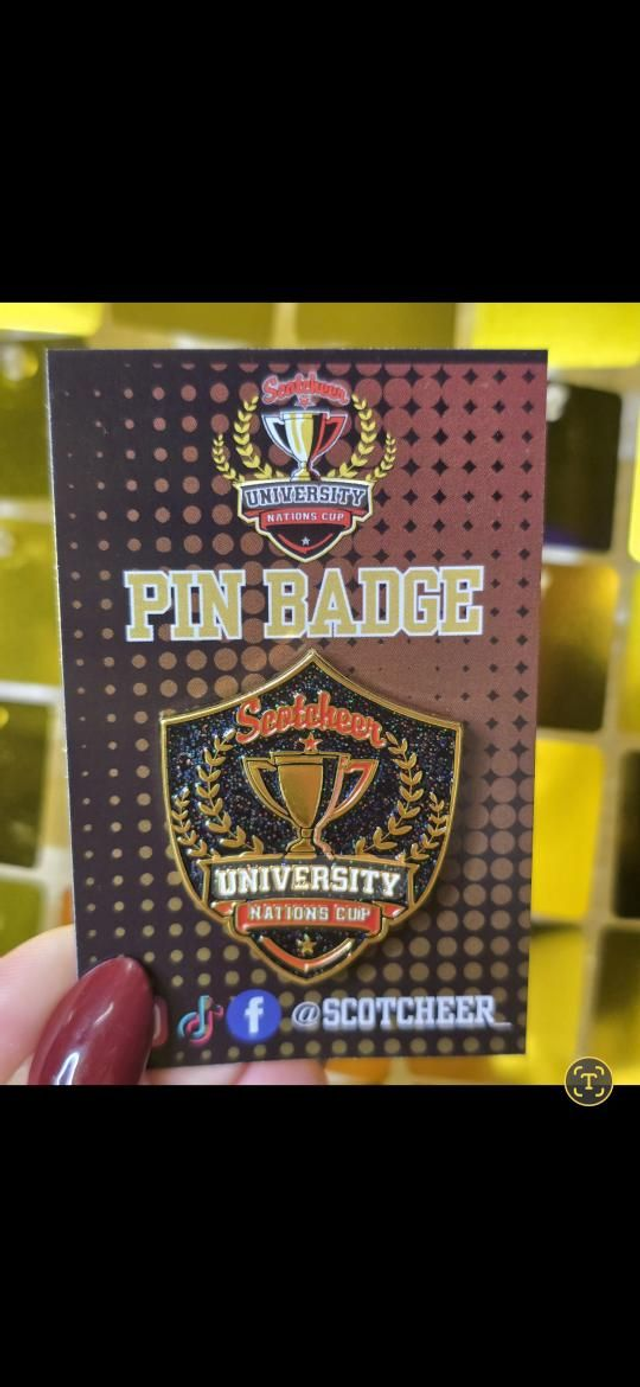 Scotcheer
UNIVERSITY
NATIONS CUP
PIN BADGE
Scotcheer
UNIVERSITY
NATIONS CUP
@SCOTCHEER_